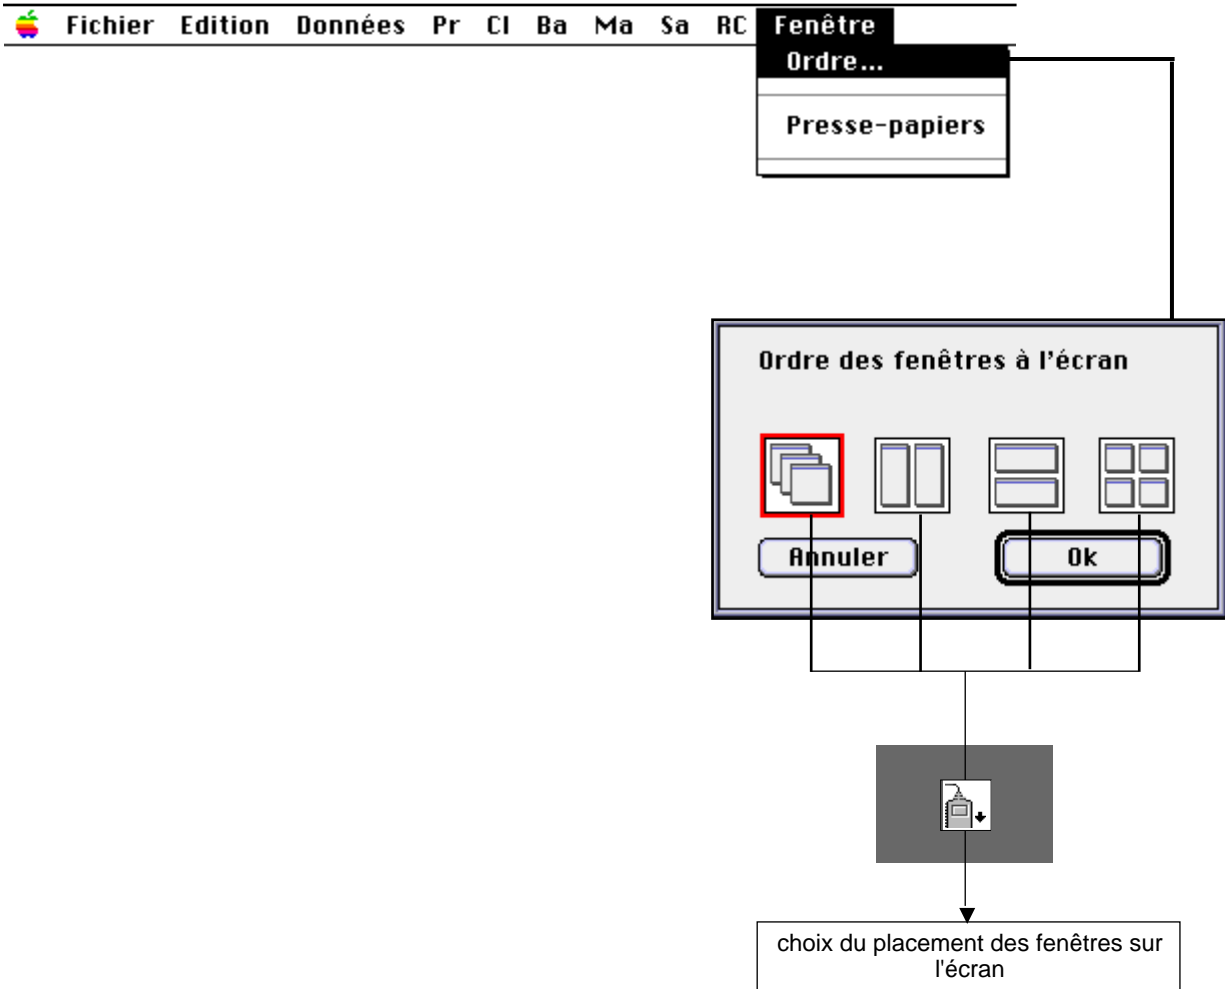 Fichier Edition Données Pr Cl Ba Ma Sa RC Fenêtre
Ordre...
Presse-papiers
Ordre des fenêtres à l'écran
Annuler Ok
choix du placement des fenêtres sur
l'écran